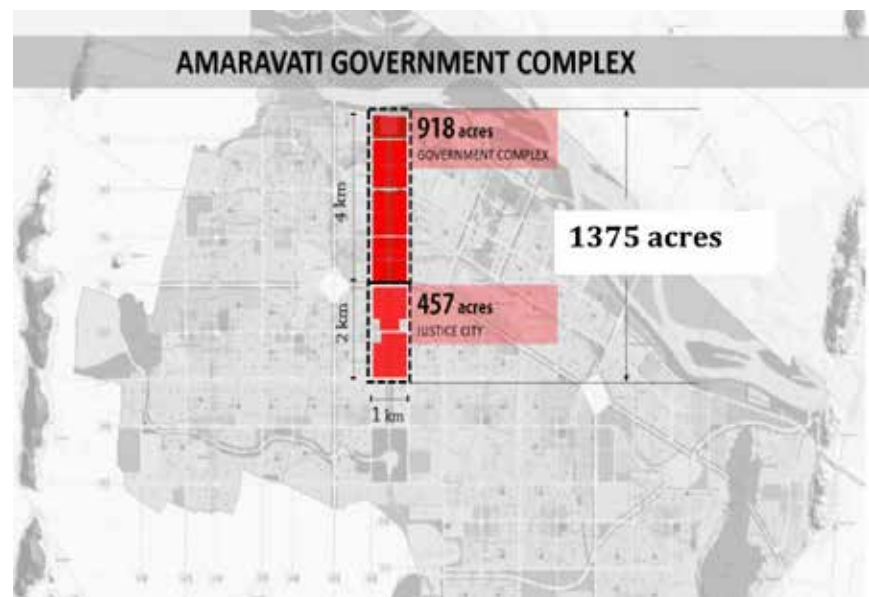 AMARAVATI GOVERNMENT COMPLEX
918 acres
GOVERNMENT COMPLEX
4 km
1375 acres
457 acres
JUSTICE CITY
2 km
1 km